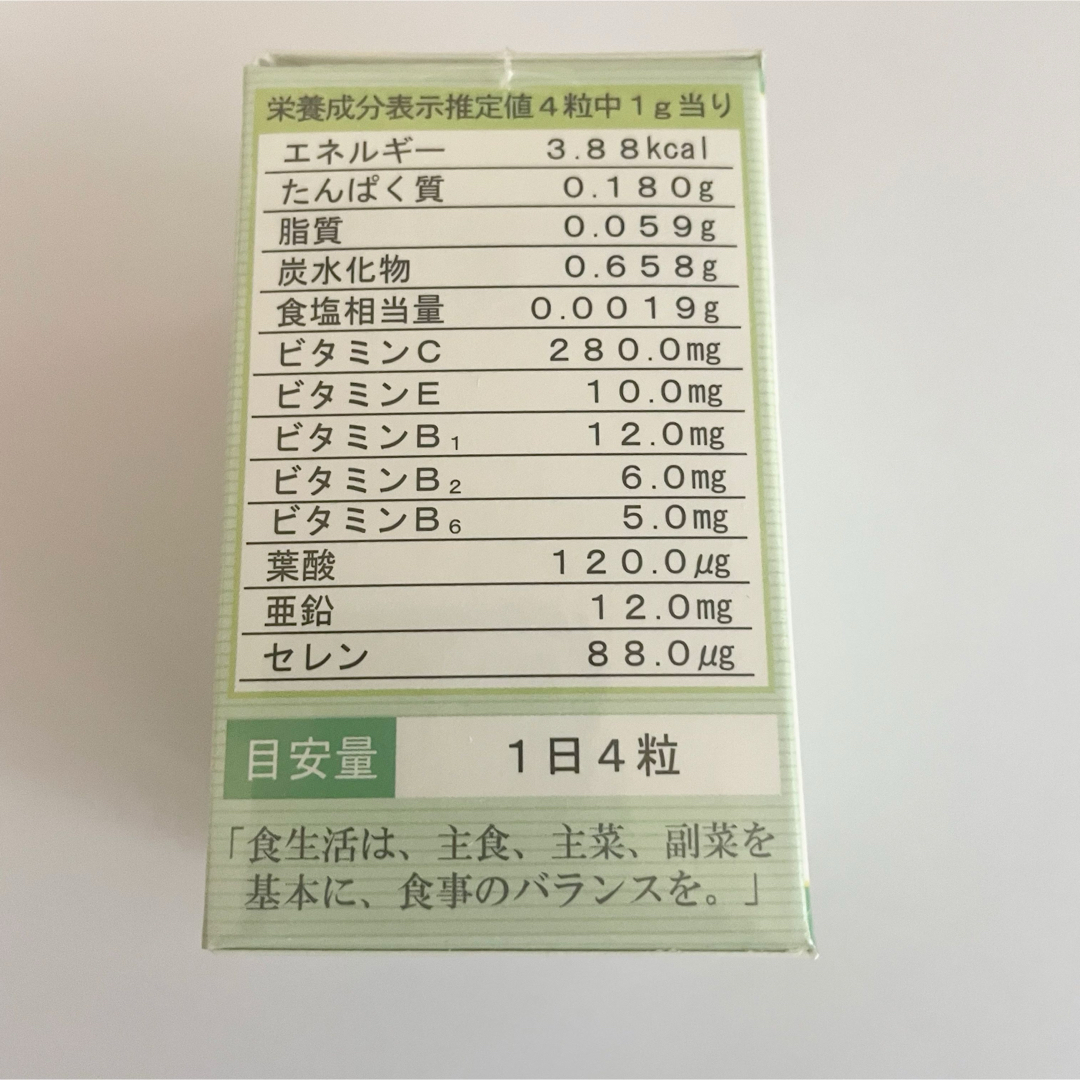 栄養成分表示推定値４粒中１ｇ当り
エネルギー ３.８８kcal
たんぱく質 ０.１８０g
脂質 ０.０５９g
炭水化物 ０.６５８g
食塩相当量 ０.００１９g
ビタミンＣ ２８０.０㎎
ビタミンＥ １０.０㎎
ビタミンＢ₁ １２.０㎎
ビタミンＢ₂ ６.０㎎
ビタミンＢ₆ ５.０㎎
葉酸 １２０.０㎍
亜鉛 １２.０㎎
セレン ８８.０㎍
目安量 １日４粒
「食生活は、主食、主菜、副菜を
基本に、食事のバランスを。」